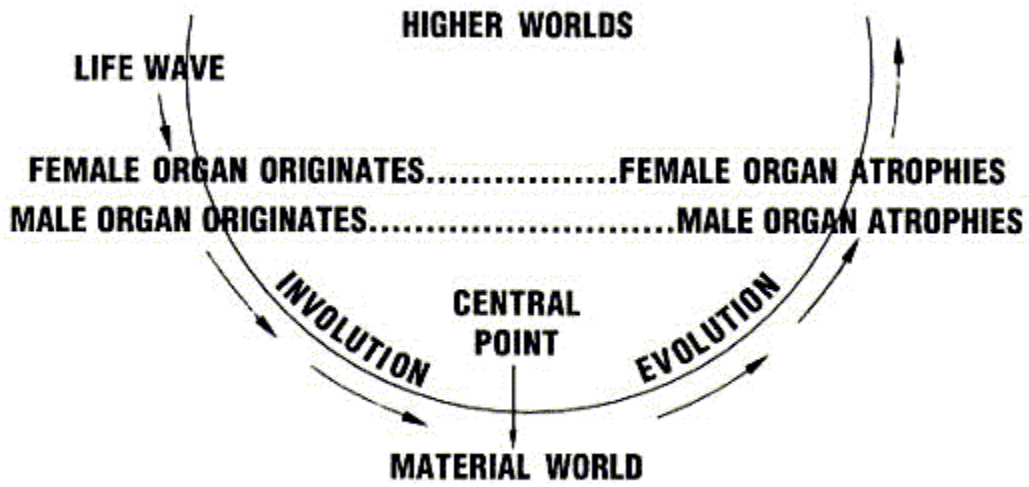 HIGHER WORLDS
LIFE WAVE
FEMALE ORGAN ORIGINATES.................FEMALE ORGAN ATROPHIES
MALE ORGAN ORIGINATES...........................MALE ORGAN ATROPHIES
INVOLUTION
CENTRAL
POINT
EVOLUTION
MATERIAL WORLD